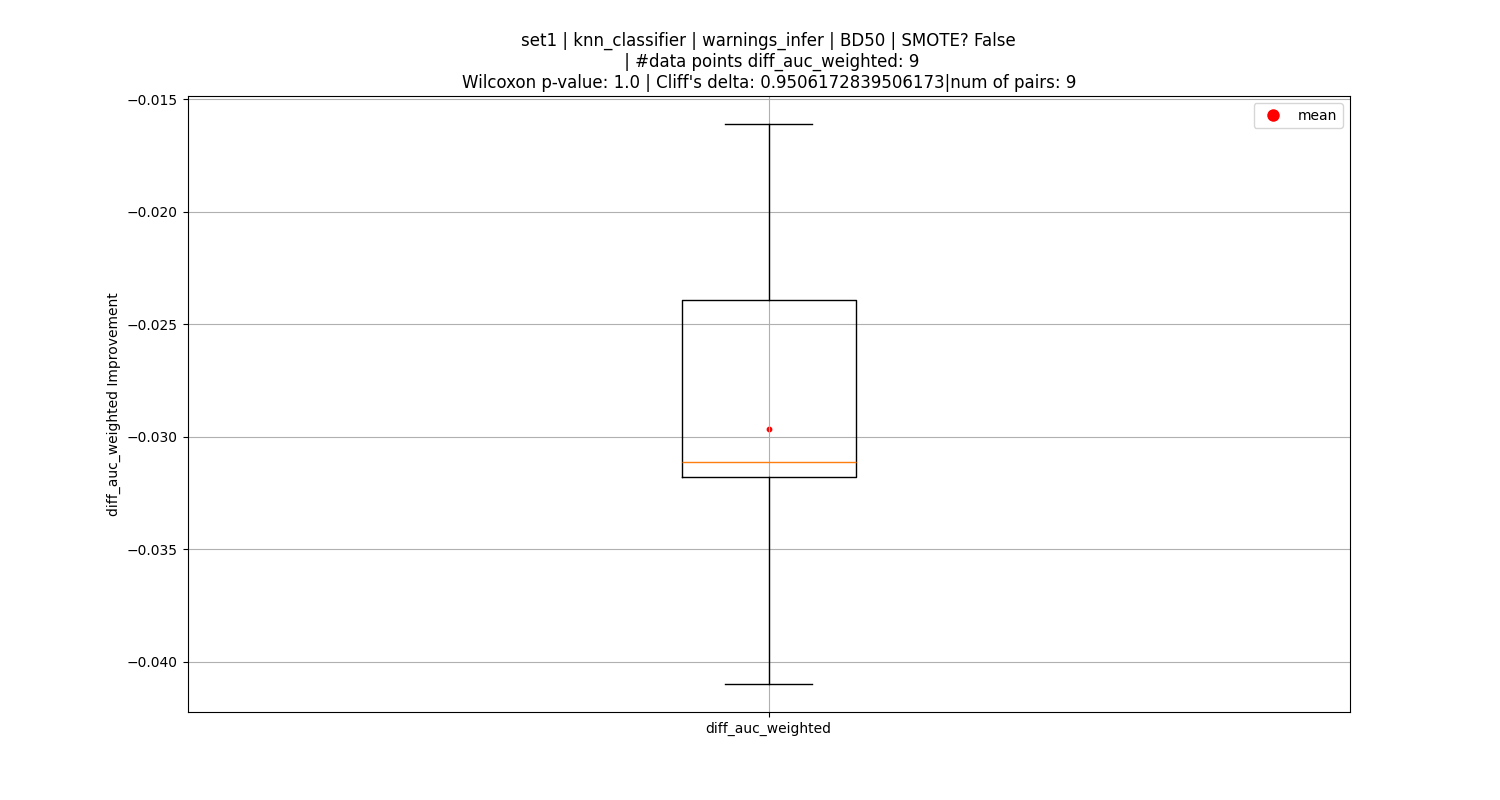 set1 | knn_classifier | warnings_infer | BD50 | SMOTE? False
| #data points diff_auc_weighted: 9
Wilcoxon p-value: 1.0 | Cliff's delta: 0.9506172839506173|num of pairs: 9
mean
−0.015
−0.020
−0.025
−0.030
−0.035
−0.040
diff_auc_weighted Improvement
diff_auc_weighted